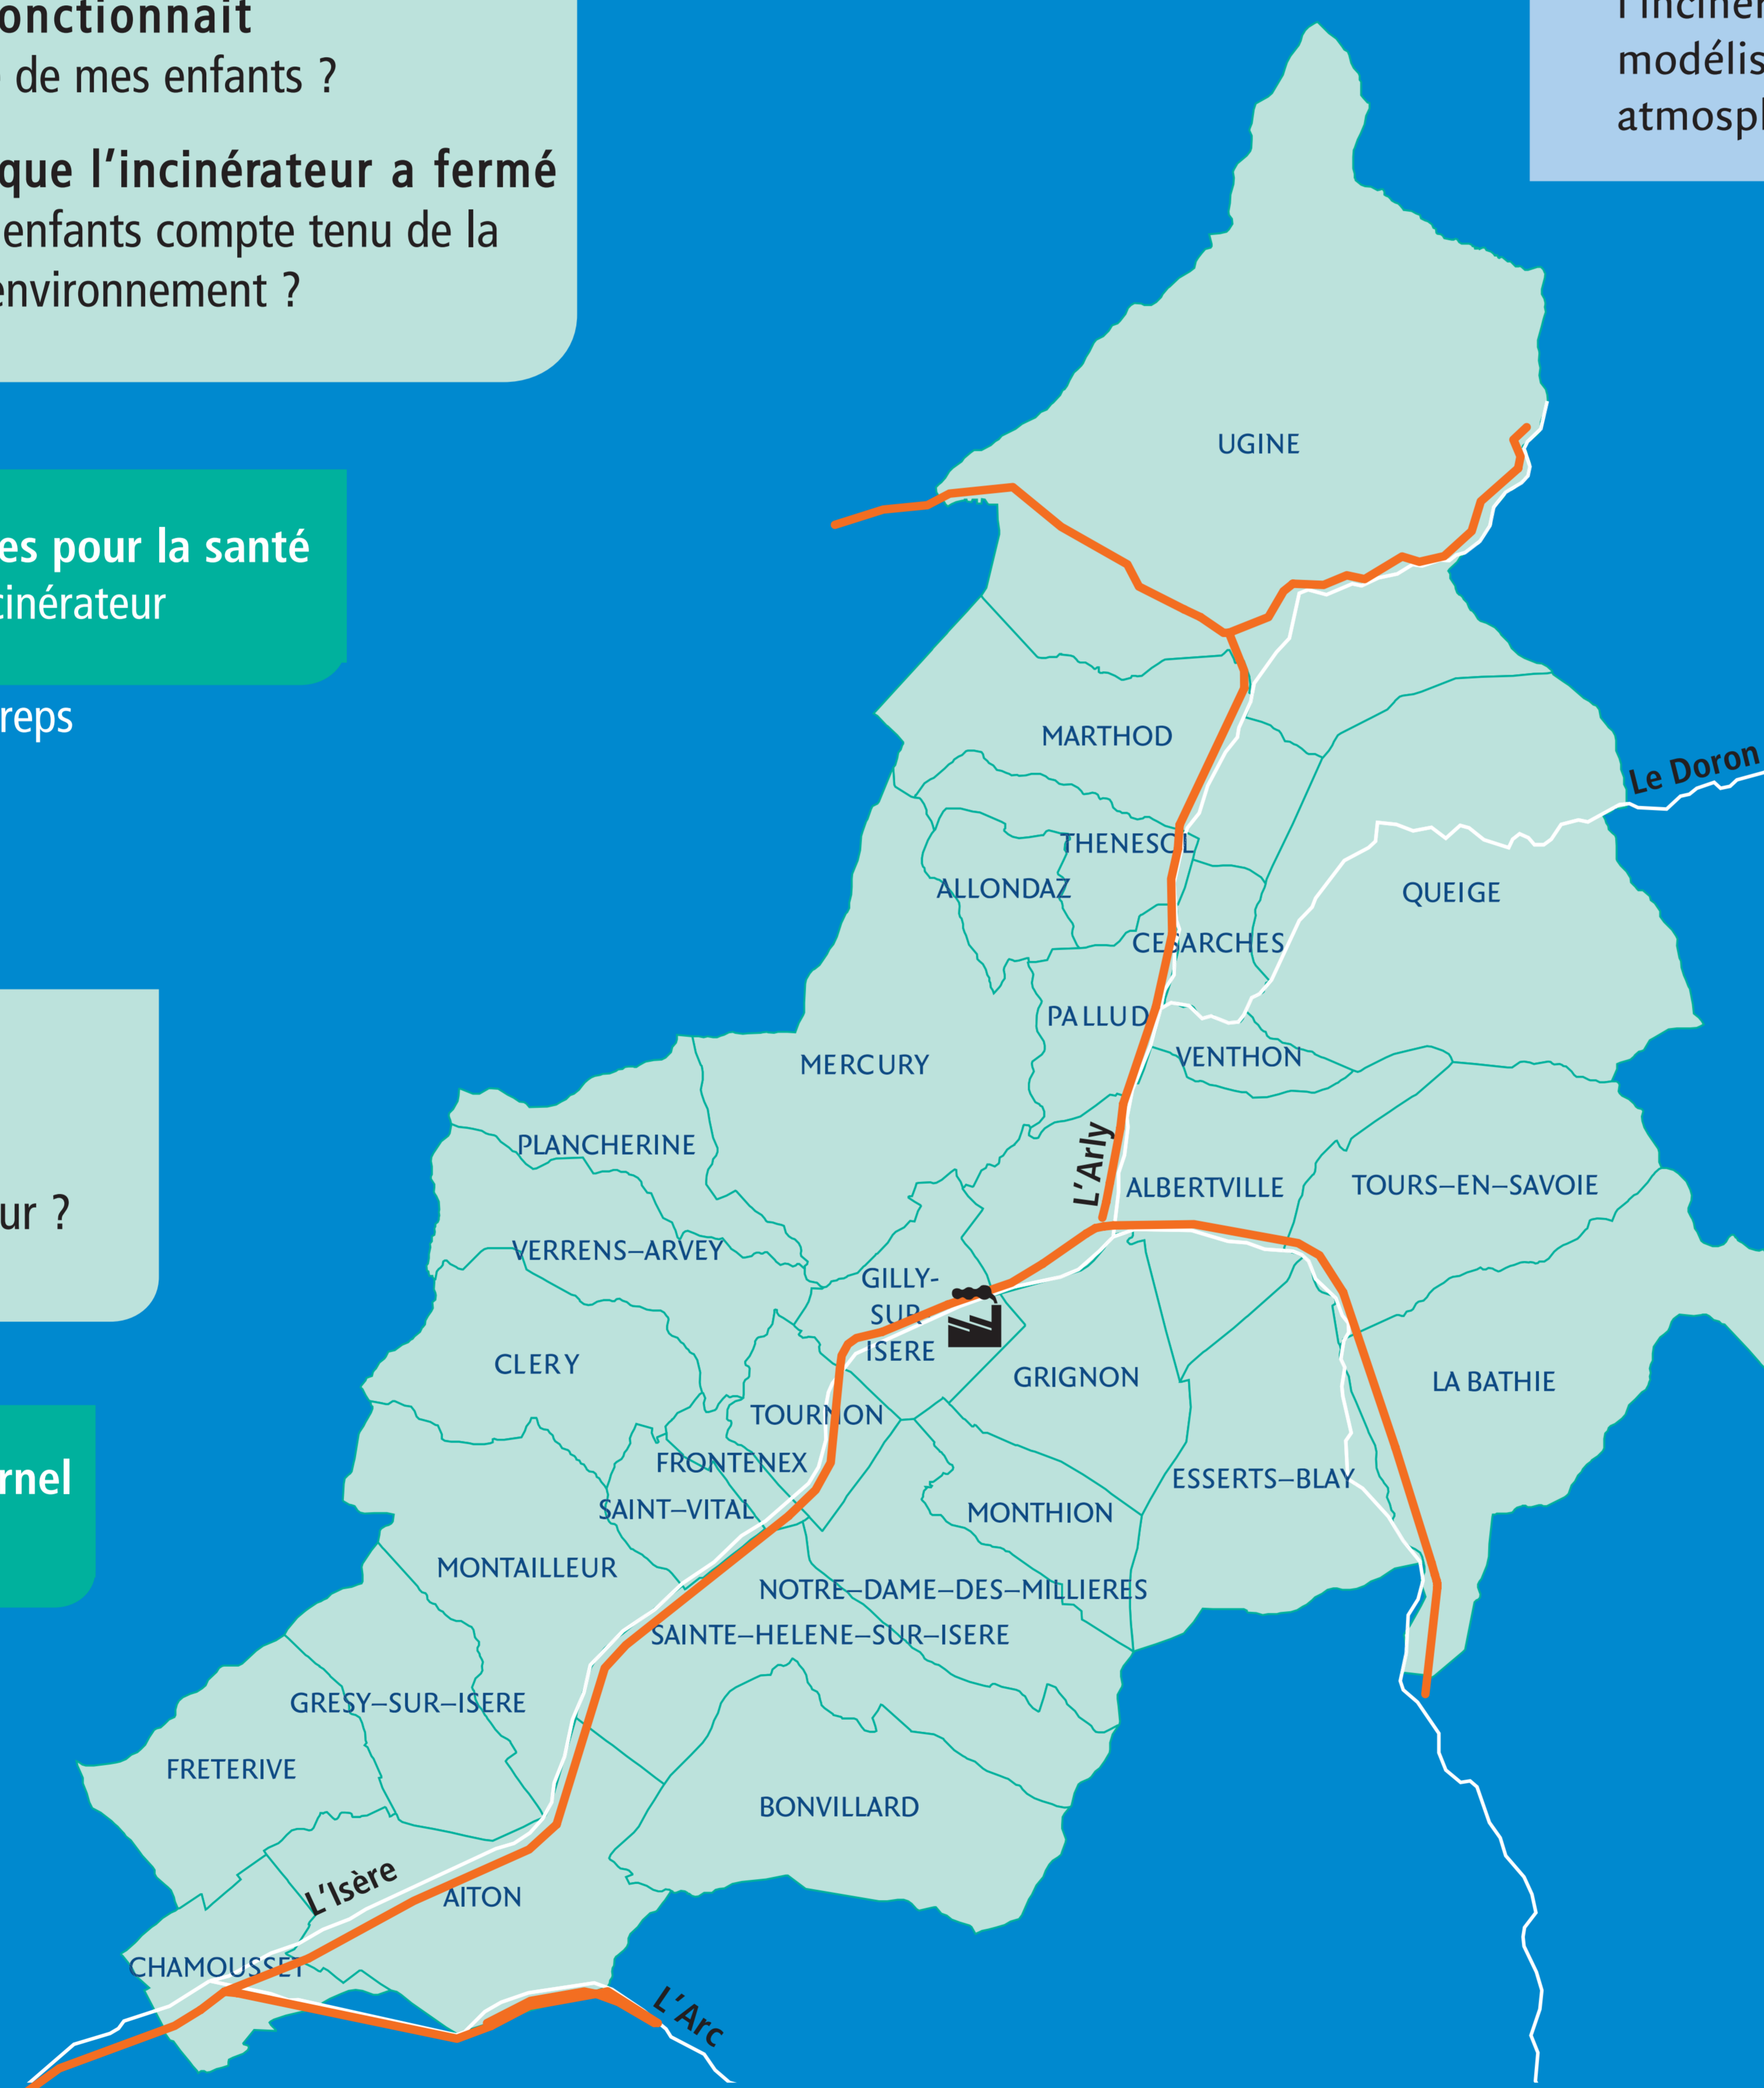 onctionnait
de mes enfants ?
que l'incinérateur a fermé
enfants compte tenu de la
environnement ?
modélis
atmosp
es pour la santé
cinérateur
reps
ur ?
rnel
UGINE
MARTHOD
Le Doron
THENESOL
ALLONDAZ
QUEIGE
CESARCHES
PALLUD
VENTHON
MERCURY
PLANCHERINE
L'Arly
ALBERTVILLE
TOURS–EN–SAVOIE
VERRENS–ARVEY
GILLY-
SUR-
ISERE
CLERY
GRIGNON
LA BATHIE
TOURNON
FRONTENEX
ESSERTS–BLAY
SAINT–VITAL
MONTHION
MONTAILLEUR
NOTRE–DAME–DES–MILLIERES
SAINTE–HELENE–SUR–ISERE
GRESY–SUR–ISERE
FRETERIVE
BONVILLARD
L'Isère
AITON
CHAMOUSSET
L'Arc